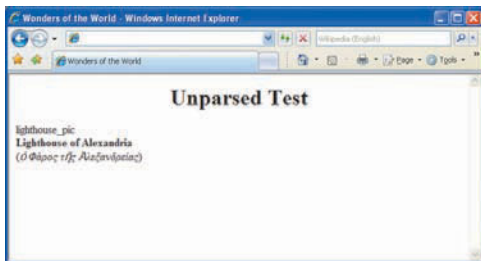 Wonders of the World - Windows Internet Explorer
Wikipedia (English)
Wonders of the World
Page
Tools
Unparsed Test
lighthouse_pic
Lighthouse of Alexandria
(ὁ Φάρος τῆς Ἀλεξανδρείας)